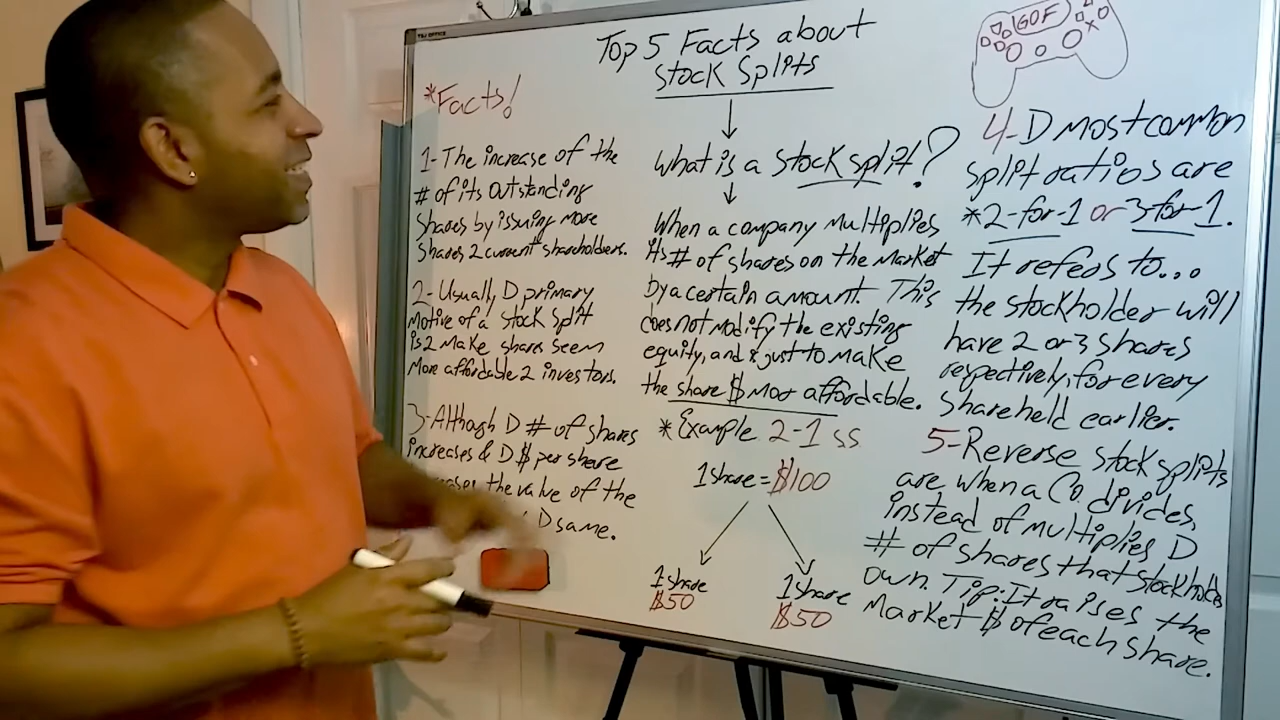 TSJ OFFICE
Top 5 Facts about
Stock Splits
*Facts!
1-The increase of the
# of its Outstanding
Shares by issuing more
Shares 2 current shareholders.
2-Usually, D primary
Motive of a Stock Split
is 2 Make shares seem
More affordable 2 investors.
3-Although D # of shares
increases & D $ per share
the value of the
D same.
What is a Stock Split?
When a company Multiplies
its # of shares on the Market
by a certain amount. This
does not modify the existing
equity, and is just to make
the share $ mor affordable.
*Example 2-1 SS
1 share = $100
1 share
$50
1 share
$50
IGOF
X
4-D most common
split ratios are
*2-for-1 or 3-for-1.
It refers to...
the stockholder will
have 2 or 3 shares
respectively, for every
Share held earlier.
5-Reverse stock splits
are when a Co divides,
instead of multiplies D
# of shares that stockholds
own. Tip: It raises the
Market $ of each share.